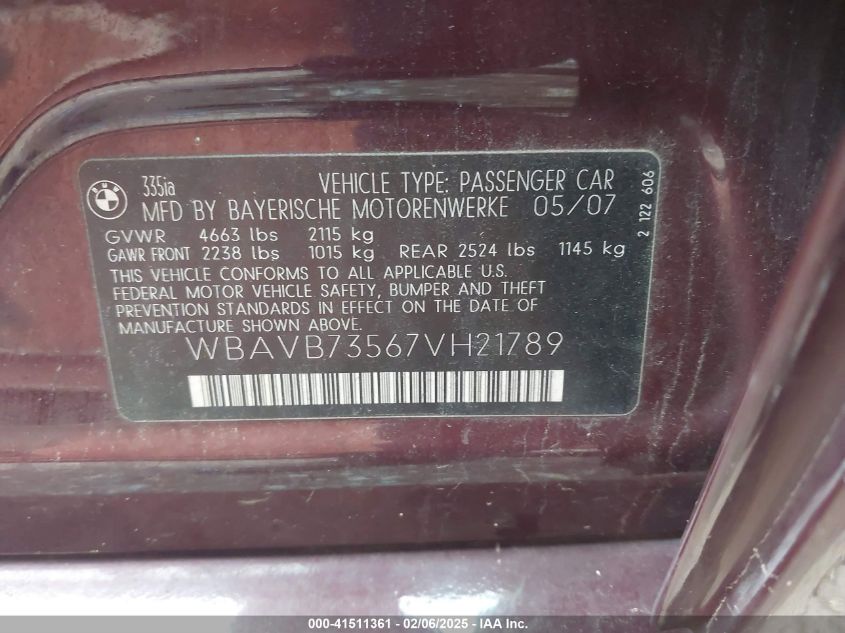 BMW
335ia VEHICLE TYPE: PASSENGER CAR
MFD BY BAYERISCHE MOTORENWERKE 05/07
GVWR 4663 lbs 2115 kg
GAWR FRONT 2238 lbs 1015 kg REAR 2524 lbs 1145 kg
THIS VEHICLE CONFORMS TO ALL APPLICABLE U.S.
FEDERAL MOTOR VEHICLE SAFETY, BUMPER AND THEFT
PREVENTION STANDARDS IN EFFECT ON THE DATE OF
MANUFACTURE SHOWN ABOVE.
WBAVB73567VH21789
2 122 606
000-41511361 - 02/06/2025 - IAA Inc.